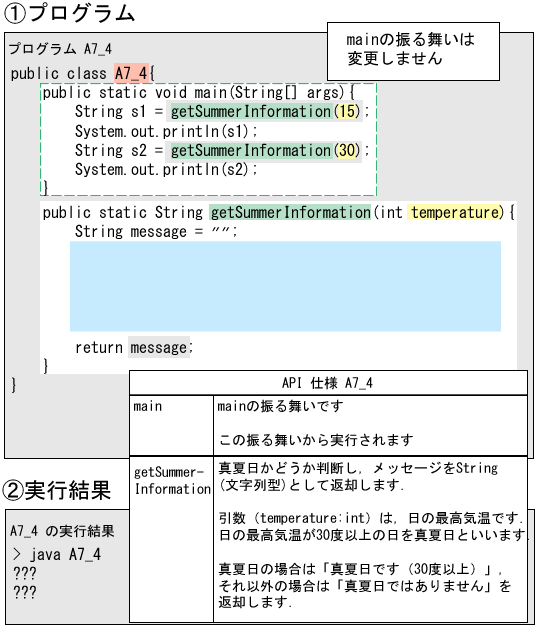 ①プログラム
mainの振る舞いは
変更しません
プログラム A7_4
public class A7_4{
public static void main(String[] args){
String s1 = getSummerInformation(15);
System.out.println(s1);
String s2 = getSummerInformation(30);
System.out.println(s2);
}
public static String getSummerInformation(int temperature){
String message = "";
return message;
}
}
API 仕様 A7_4
main
mainの振る舞いです
この振る舞いから実行されます
getSummer-
Information
真夏日かどうか判断し，メッセージをString
(文字列型)として返却します.
引数（temperature:int）は，日の最高気温です.
日の最高気温が30度以上の日を真夏日といいます.
真夏日の場合は「真夏日です（30度以上）」,
それ以外の場合は「真夏日ではありません」を
返却します.
②実行結果
A7_4 の実行結果
> java A7_4
???
???